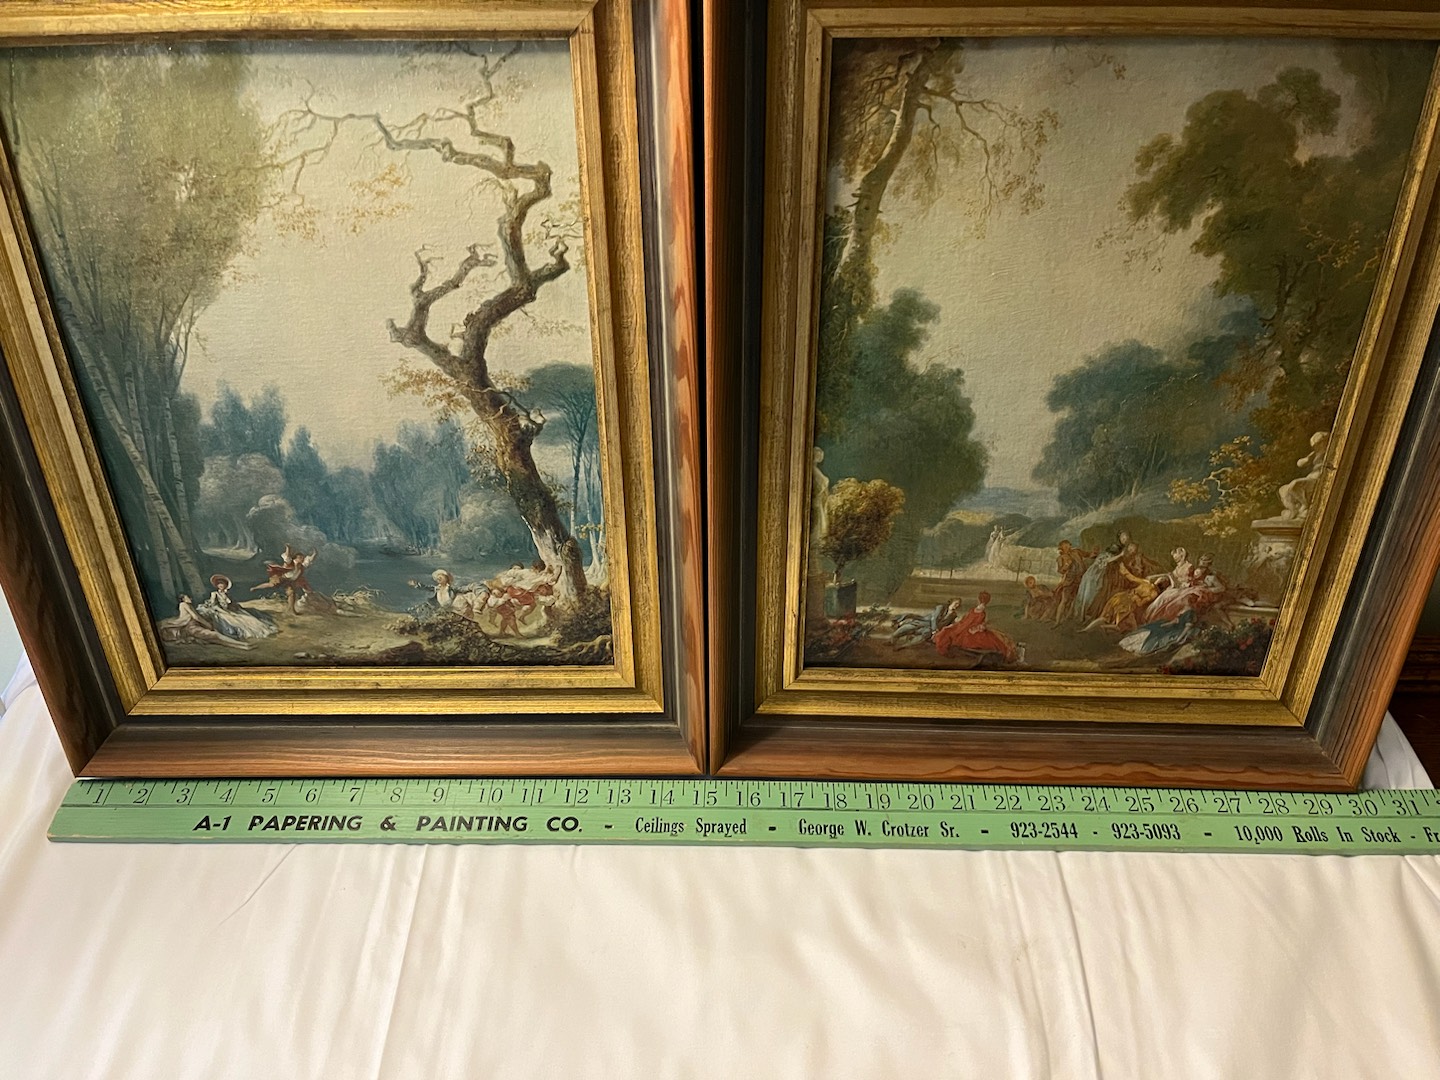 1 2 3 4 5 6 7 8 9 10 11 12 13 14 15 16 17 18 19 20 21 22 23 24 25 26 27 28 29 30 31
A-1 PAPERING & PAINTING CO. - Ceilings Sprayed - George W. Crotzer Sr. - 923-2544 - 923-5093 - 10,000 Rolls In Stock - Fr